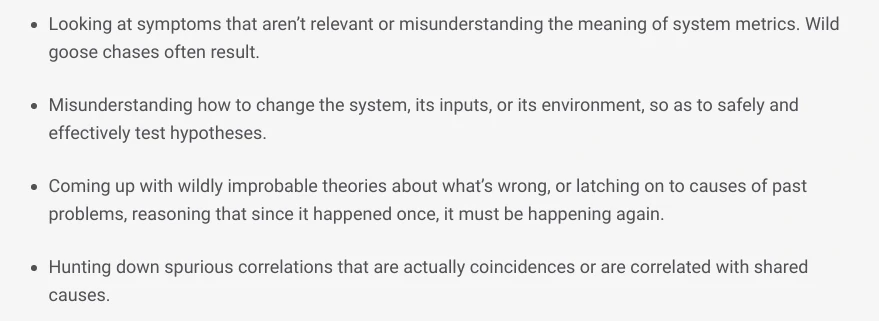 • Looking at symptoms that aren’t relevant or misunderstanding the meaning of system metrics. Wild
goose chases often result.
• Misunderstanding how to change the system, its inputs, or its environment, so as to safely and
effectively test hypotheses.
• Coming up with wildly improbable theories about what’s wrong, or latching on to causes of past
problems, reasoning that since it happened once, it must be happening again.
• Hunting down spurious correlations that are actually coincidences or are correlated with shared
causes.